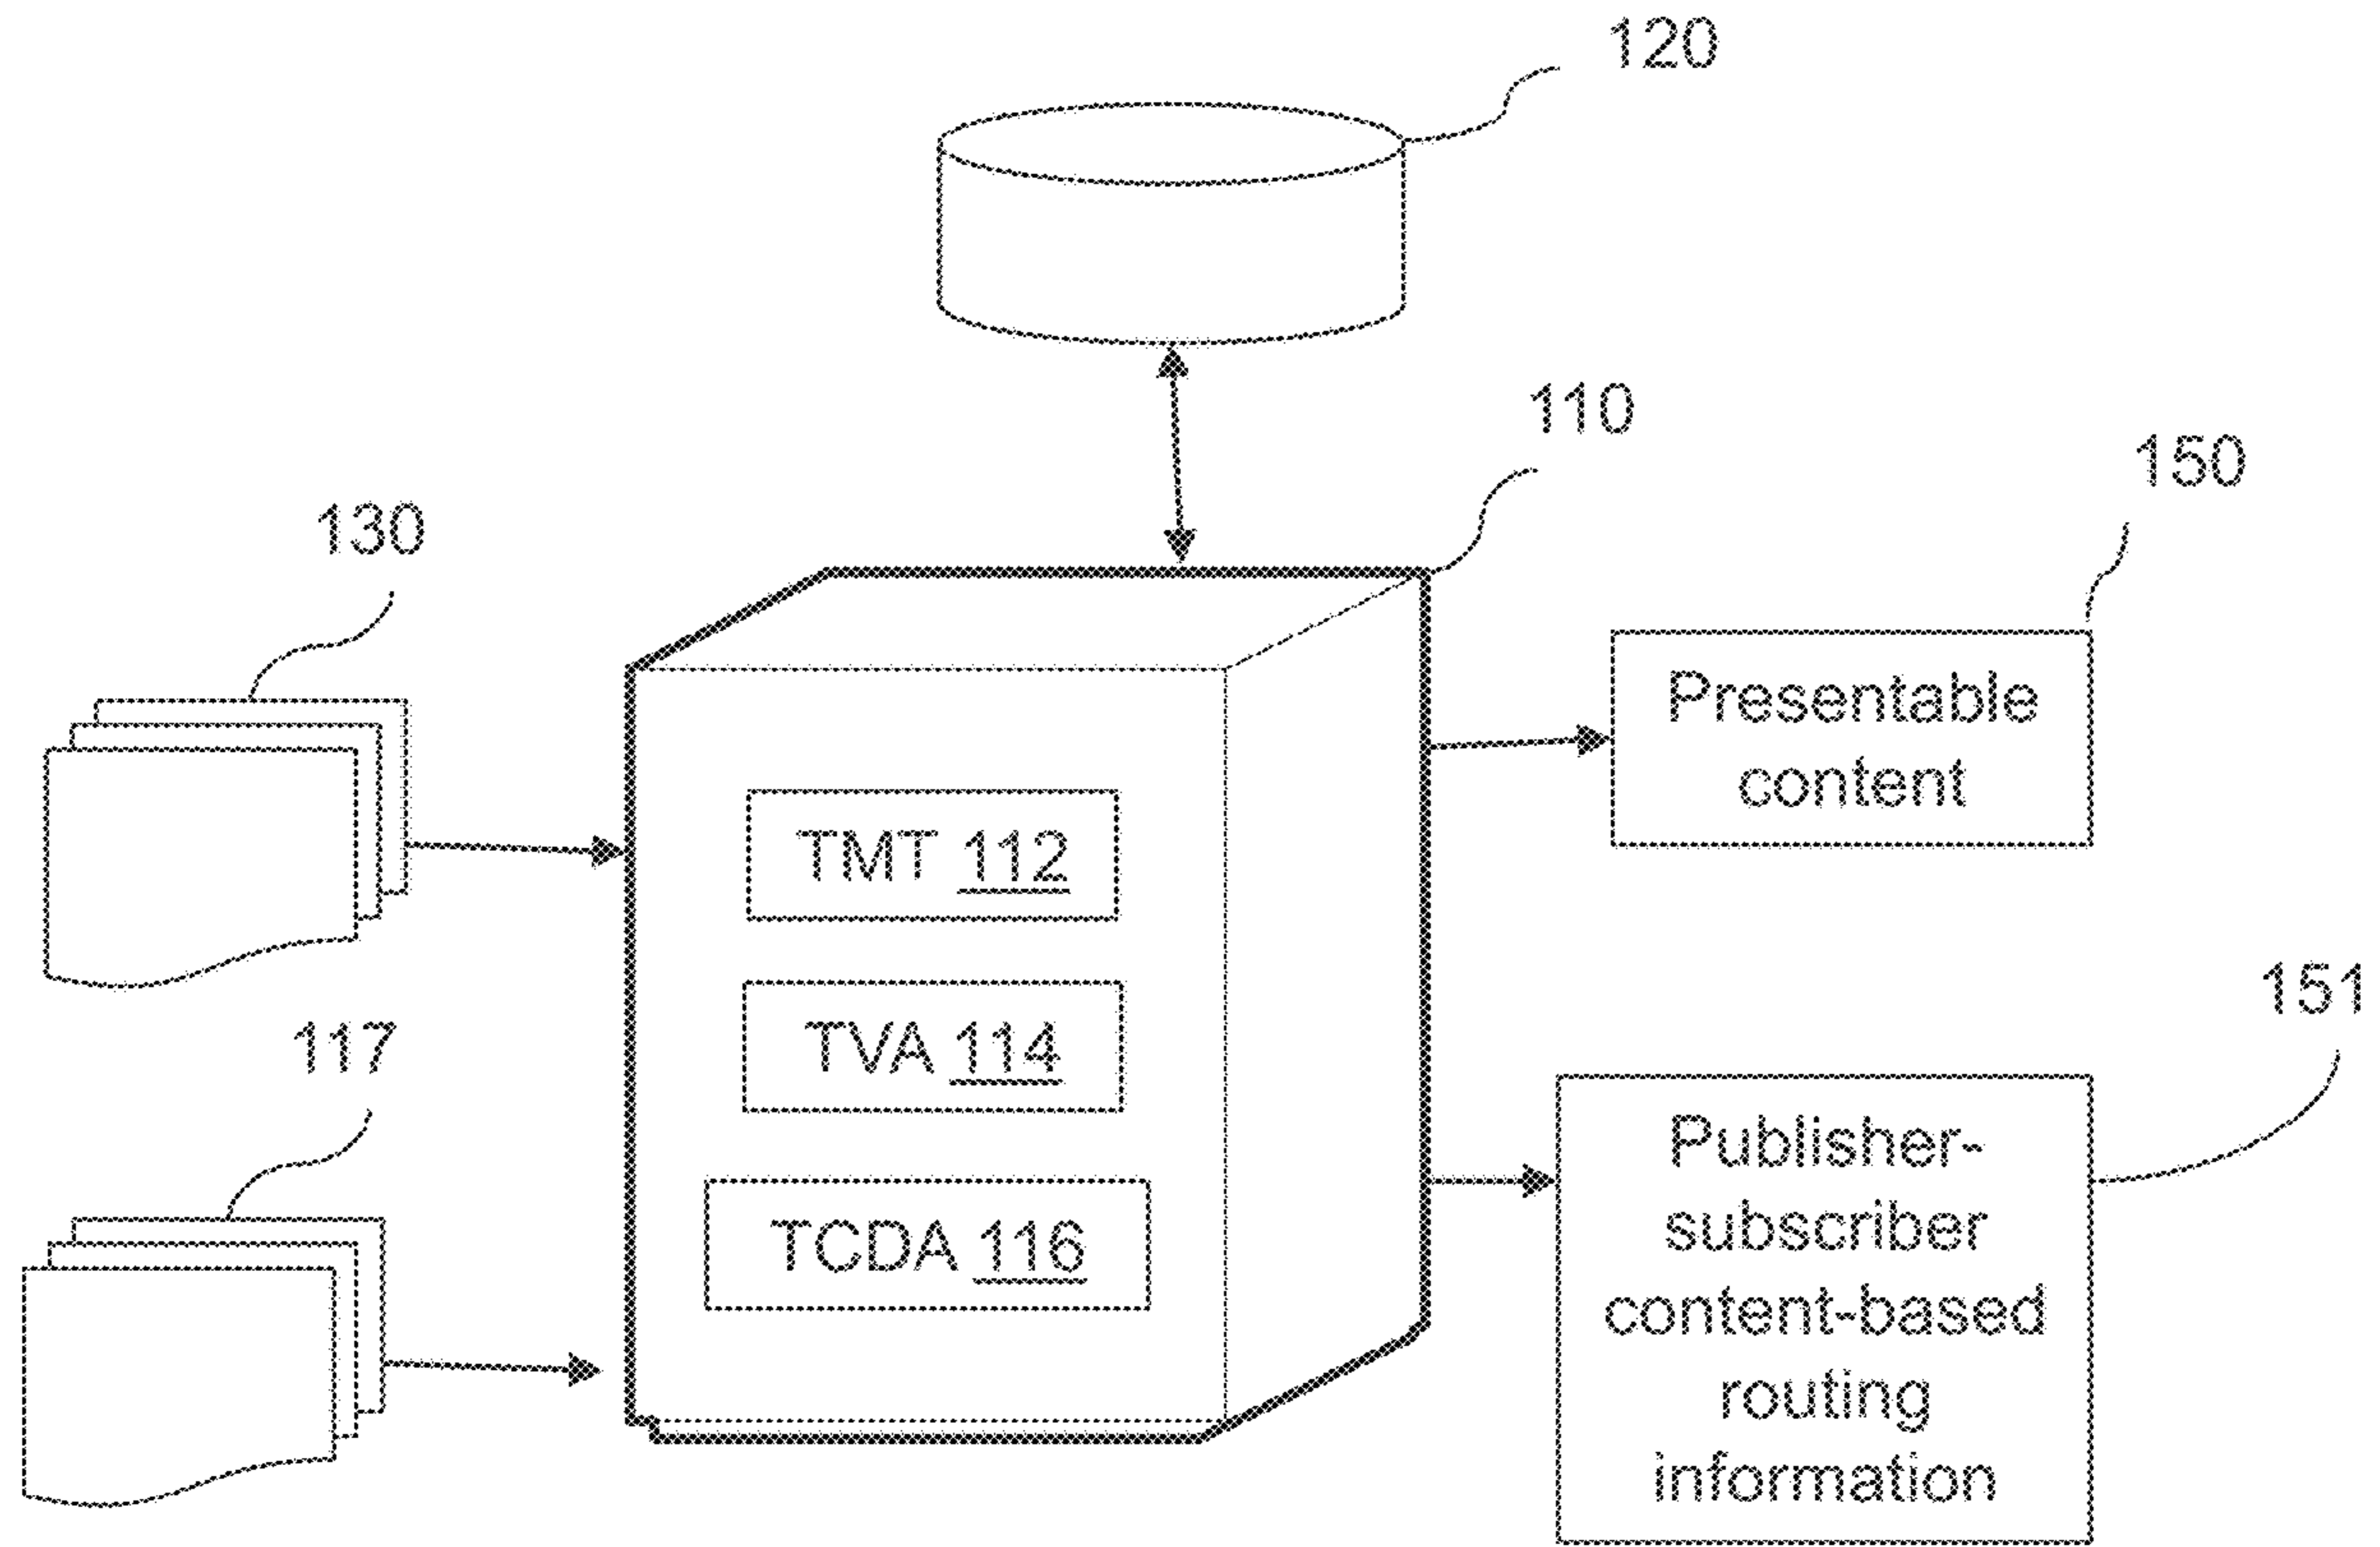 120
110
150
130
Presentable
content
TMT 112
151
117
TVA 114
Publisher-
subscriber
content-based
routing
information
TCDA 116